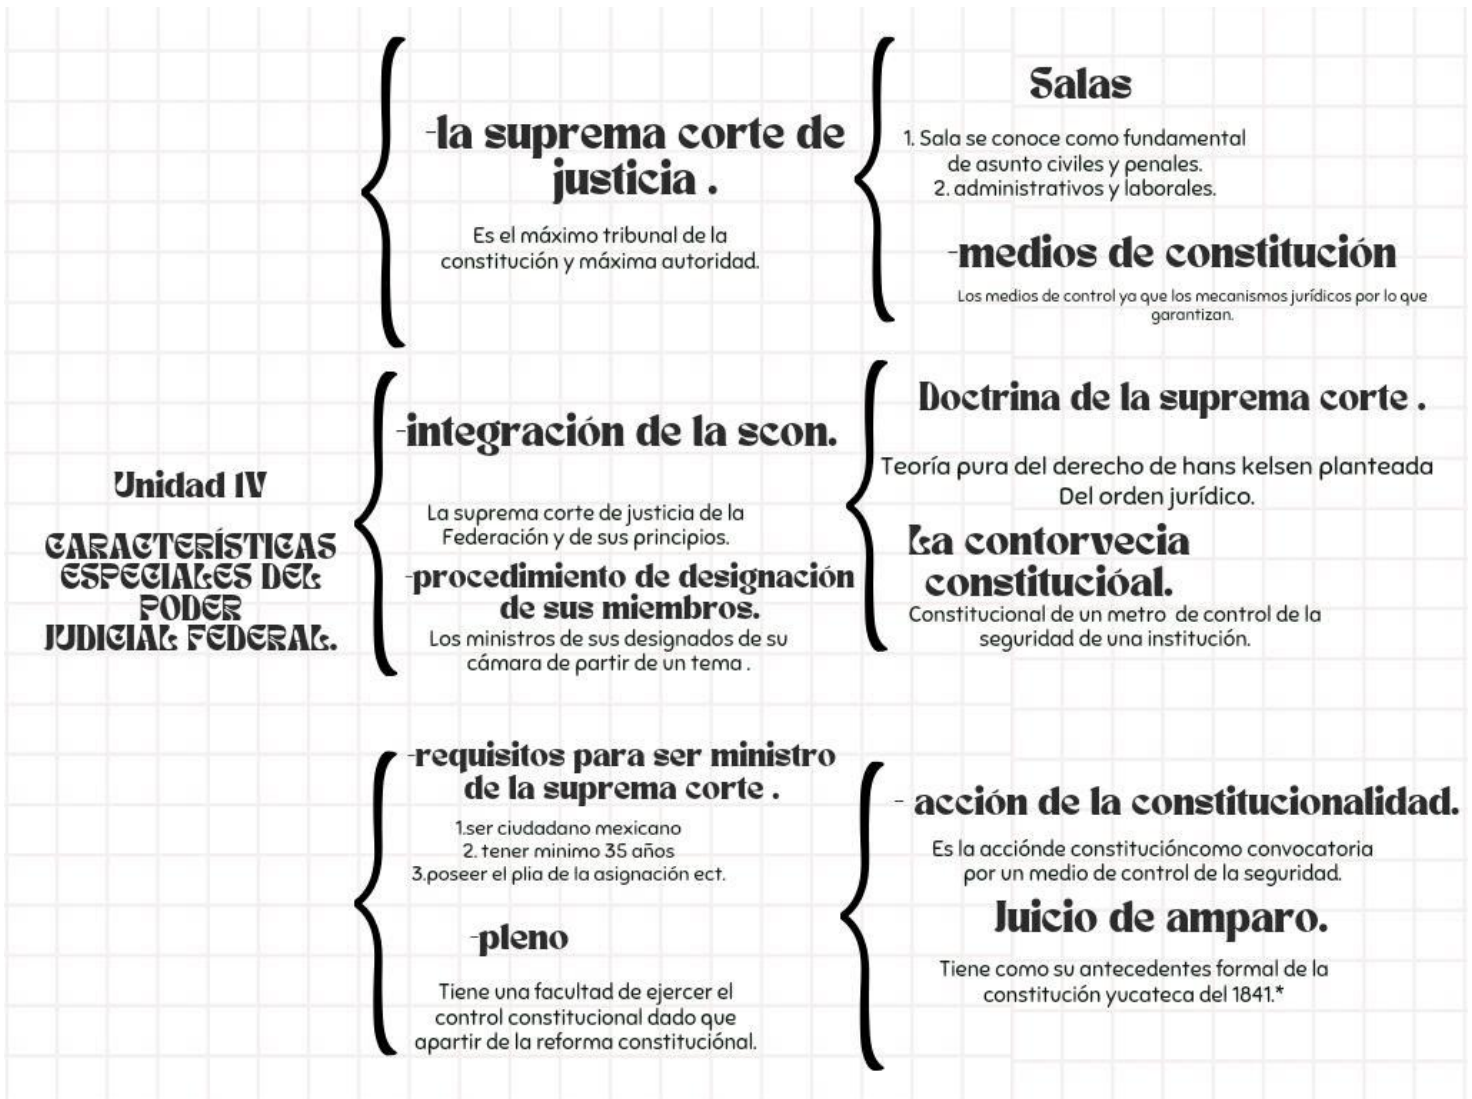 Unidad IV
CARACTERÍSTICAS
ESPECIALES DEL
PODER
JUDICIAL FEDERAL.
-la suprema corte de
justicia .
Es el máximo tribunal de la
constitución y máxima autoridad.
Salas
1. Sala se conoce como fundamental
de asunto civiles y penales.
2. administrativos y laborales.
-medios de constitución
Los medios de control ya que los mecanismos jurídicos por lo que
garantizan.
-integración de la scon.
La suprema corte de justicia de la
Federación y de sus principios.
-procedimiento de designación
de sus miembros.
Los ministros de sus designados de su
cámara de partir de un tema .
Doctrina de la suprema corte .
Teoría pura del derecho de hans kelsen planteada
Del orden jurídico.
La contorvecia
constitucióal.
Constitucional de un metro  de control de la
seguridad de una institución.
-requisitos para ser ministro
de la suprema corte .
1.ser ciudadano mexicano
2. tener minimo 35 años
3.poseer el plia de la asignación ect.
-pleno
Tiene una facultad de ejercer el
control constitucional dado que
apartir de la reforma constituciónal.
- acción de la constitucionalidad.
Es la acciónde constitucióncomo convocatoria
por un medio de control de la seguridad.
Juicio de amparo.
Tiene como su antecedentes formal de la
constitución yucateca del 1841.*